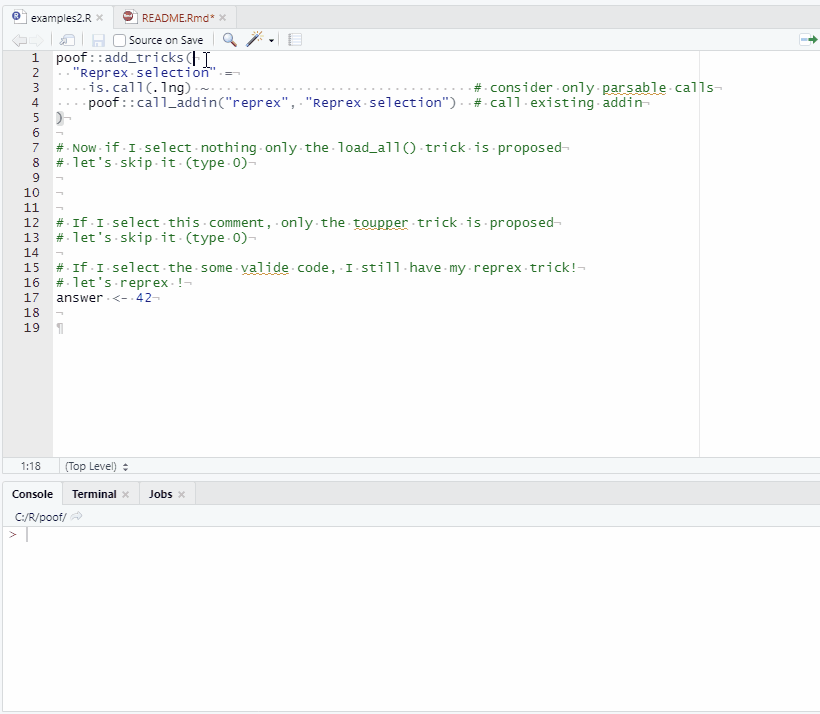 examples2.R
README.Rmd*
Source on Save
1 poof::add_tricks(
2 "Reprex selection" =
3 is.call(.lng) ~ # consider only parsable calls
4 poof::call_addin("reprex", "Reprex selection") # call existing addin
5 )
6
7 # Now if I select nothing only the load_all() trick is proposed
8 # let's skip it (type 0)
9
10
11
12 # If I select this comment, only the toupper trick is proposed
13 # let's skip it (type 0)
14
15 # If I select the some valide code, I still have my reprex trick!
16 # let's reprex !
17 answer <- 42
18
19
1:18 (Top Level)
Console Terminal Jobs
C:/R/poof/
>